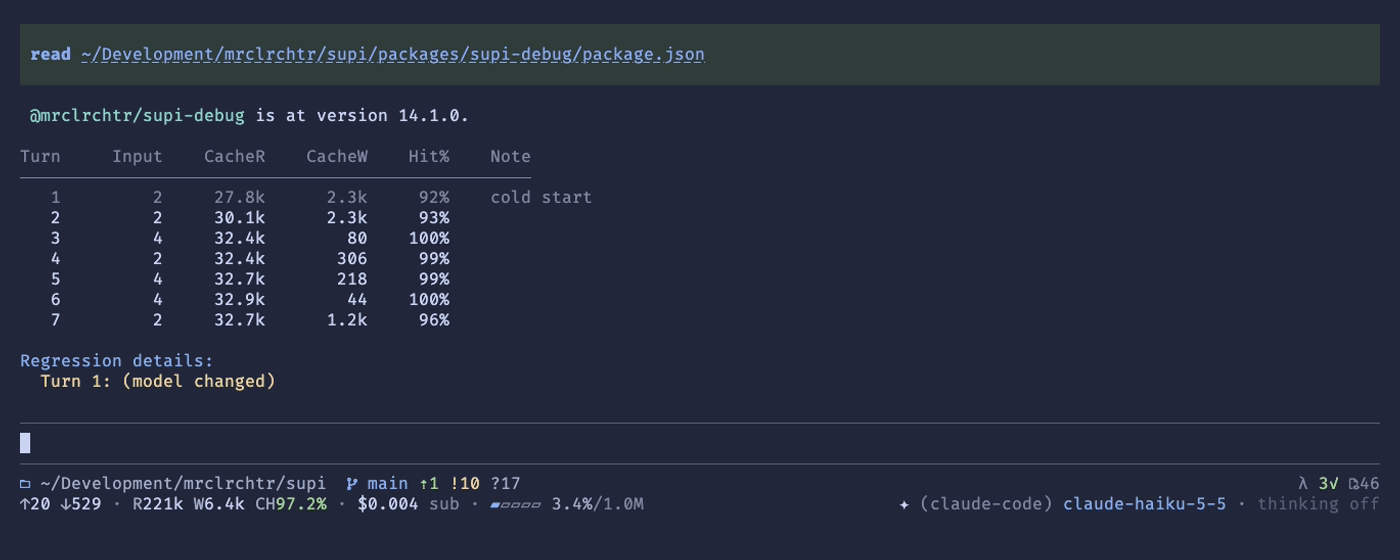 read ~/Development/mrclrchtr/supi/packages/supi-debug/package.json
@mrclrchtr/supi-debug is at version 14.1.0.
Turn Input CacheR CacheW Hit% Note
1 2 27.8k 2.3k 92% cold start
2 2 30.1k 2.3k 93%
3 4 32.4k 80 100%
4 2 32.4k 306 99%
5 4 32.7k 218 99%
6 4 32.9k 44 100%
7 2 32.7k 1.2k 96%
Regression details:
Turn 1: (model changed)
~/Development/mrclrchtr/supi main ↑1 !10 ?17 λ 3√ 46
↑20 ↓529 · R221k W6.4k CH97.2% · $0.004 sub · 3.4%/1.0M ✦ (claude-code) claude-haiku-5-5 · thinking off